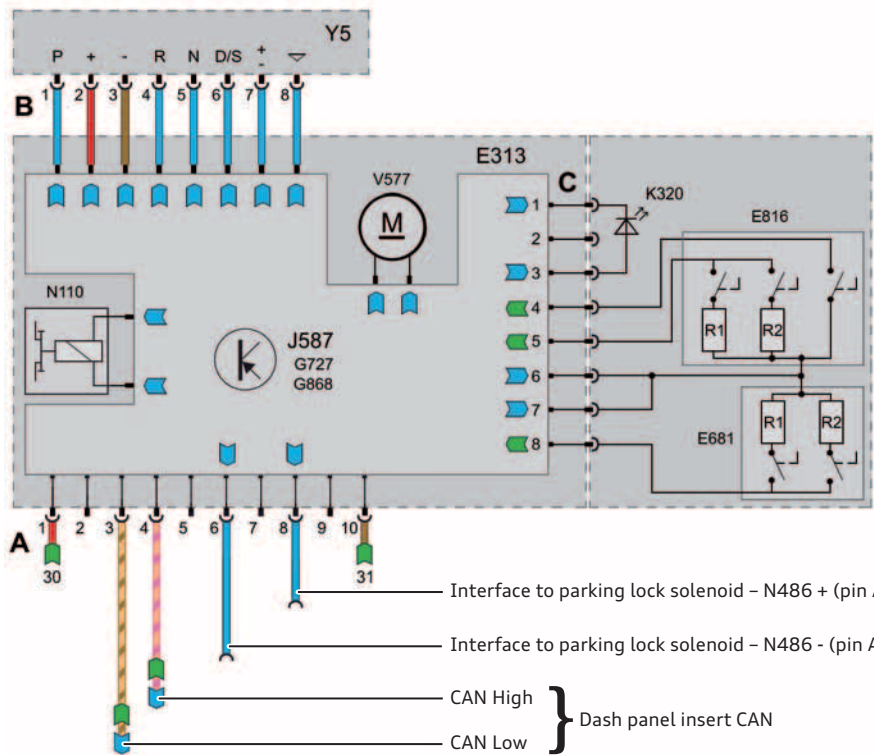 Y5
P + - R N D/S + - ▽
B
1 2 3 4 5 6 7 8
E313
V577
M
C
1
2
3
4
5
6
7
8
K320
E816
R1 R2
N110
J587
G727
G868
E681
R1 R2
A
1 2 3 4 5 6 7 8 9 10
30 31
Interface to parking lock solenoid – N486 + (pin A
Interface to parking lock solenoid – N486 - (pin A
CAN High
Dash panel insert CAN
CAN Low